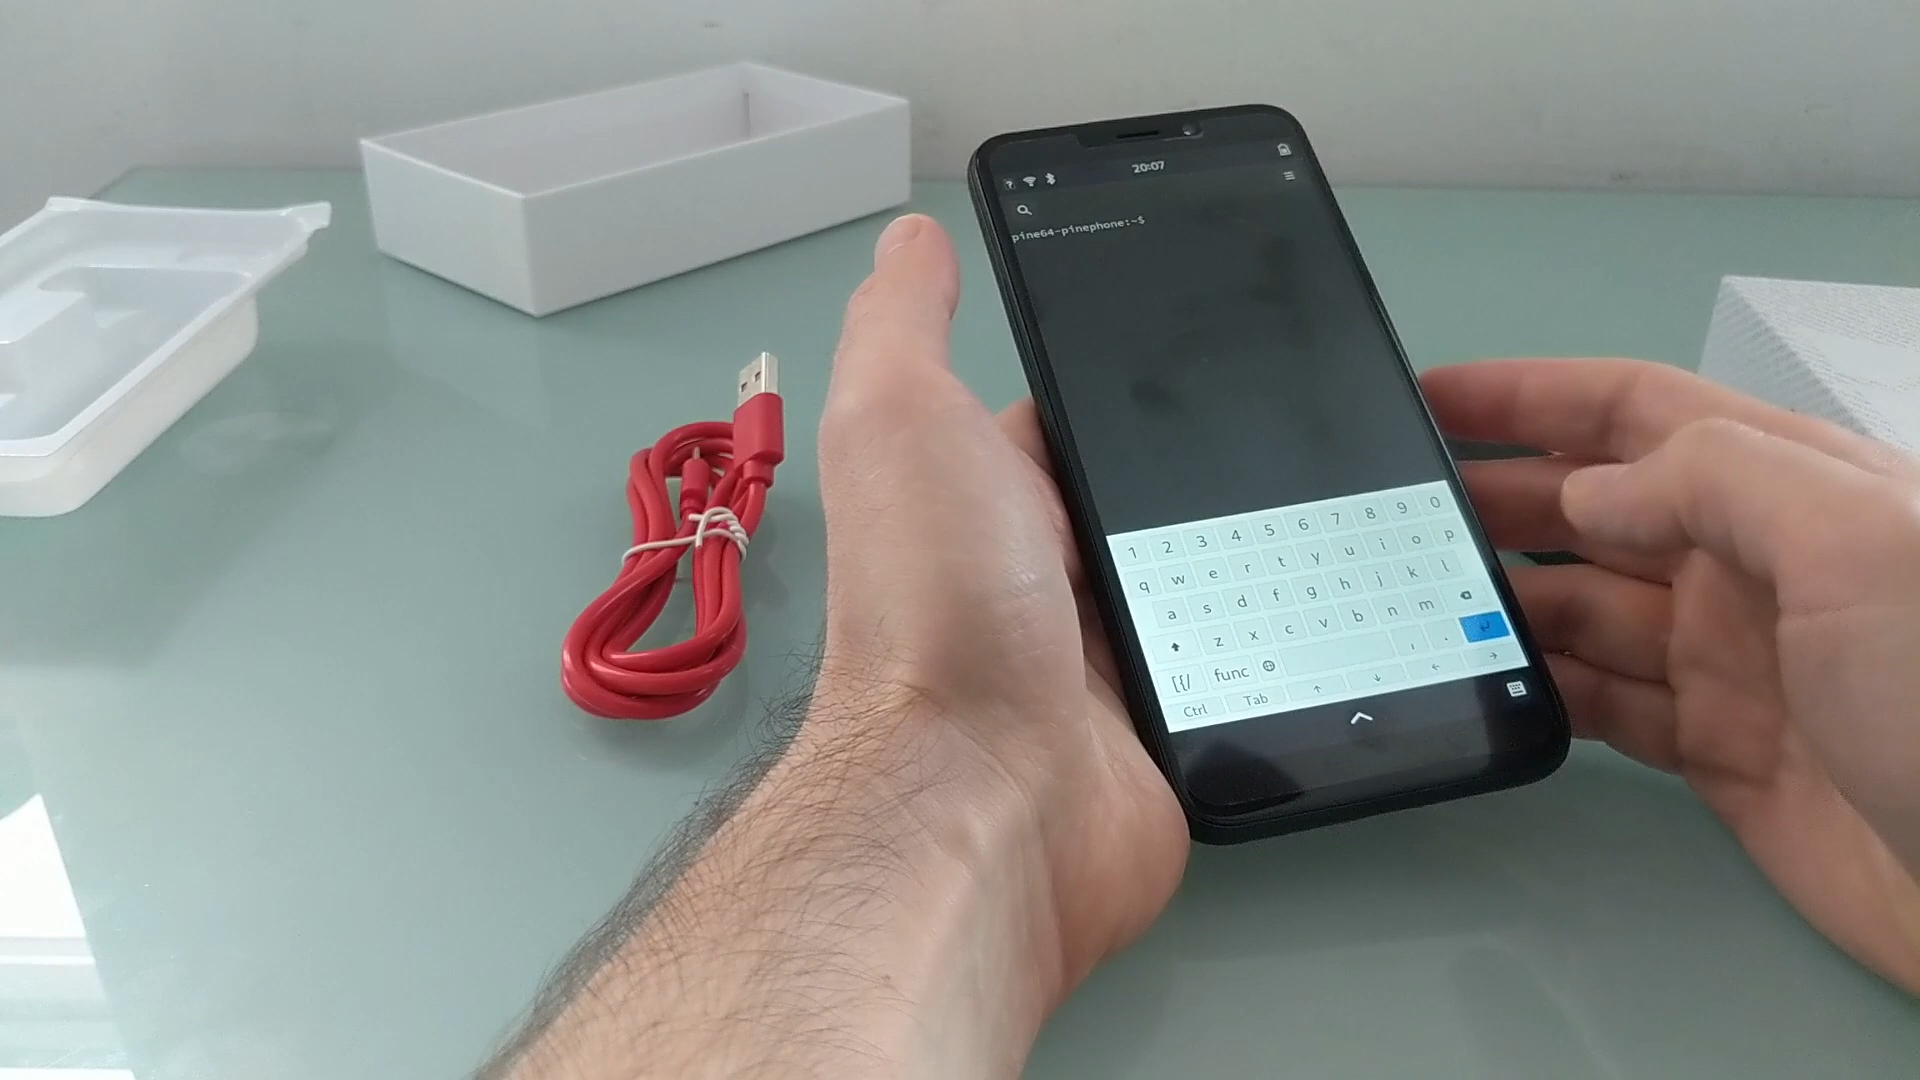 20:07
pine64-pinephone:~$
1 2 3 4 5 6 7 8 9 0
q w e r t y u i o p
a s d f g h j k l
z x c v b n m
[{/ func , .
Ctrl Tab ↑ ↓ ← →